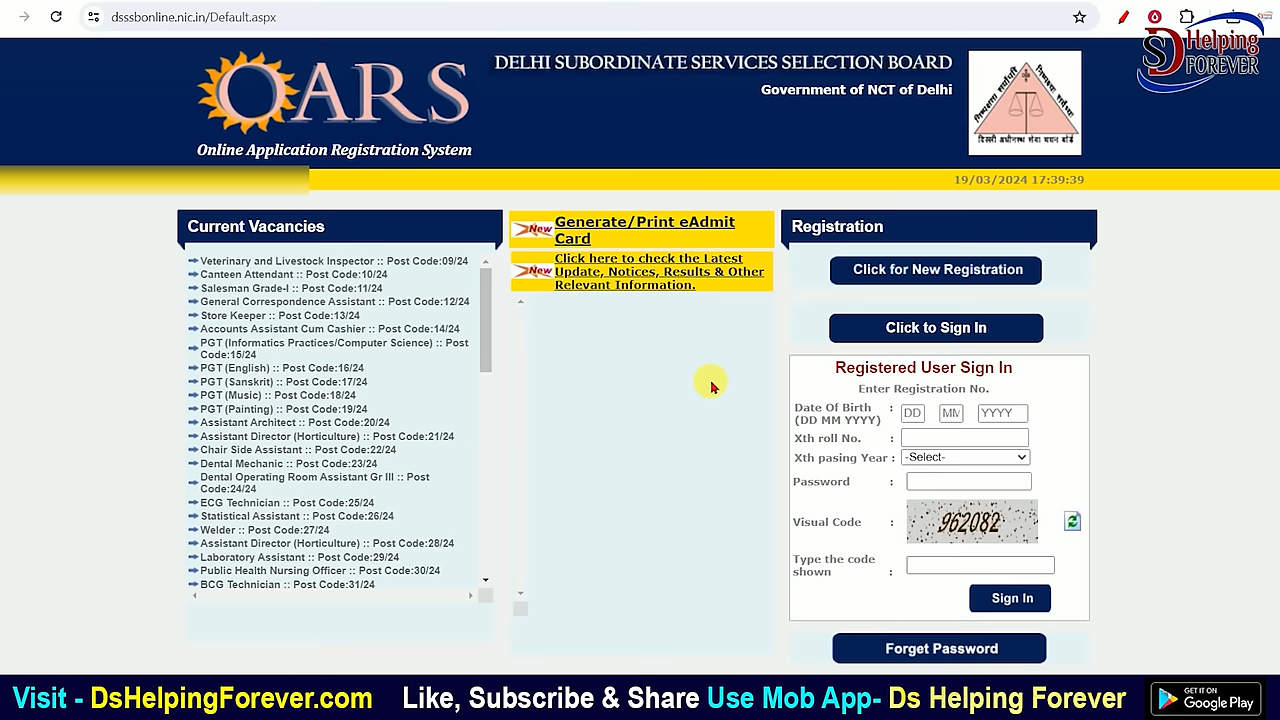 dsssbonline.nic.in/Default.aspx
DS Helping
FOREVER
OARS
Online Application Registration System
DELHI SUBORDINATE SERVICES SELECTION BOARD
Government of NCT of Delhi
दिल्ली अधीनस्थ सेवा चयन बोर्ड
19/03/2024 17:39:39
Current Vacancies
Veterinary and Livestock Inspector :: Post Code:09/24
Canteen Attendant :: Post Code:10/24
Salesman Grade-I :: Post Code:11/24
General Correspondence Assistant :: Post Code:12/24
Store Keeper :: Post Code:13/24
Accounts Assistant Cum Cashier :: Post Code:14/24
PGT (Informatics Practices/Computer Science) :: Post
Code:15/24
PGT (English) :: Post Code:16/24
PGT (Sanskrit) :: Post Code:17/24
PGT (Music) :: Post Code:18/24
PGT (Painting) :: Post Code:19/24
Assistant Architect :: Post Code:20/24
Assistant Director (Horticulture) :: Post Code:21/24
Chair Side Assistant :: Post Code:22/24
Dental Mechanic :: Post Code:23/24
Dental Operating Room Assistant Gr III :: Post
Code:24/24
ECG Technician :: Post Code:25/24
Statistical Assistant :: Post Code:26/24
Welder :: Post Code:27/24
Assistant Director (Horticulture) :: Post Code:28/24
Laboratory Assistant :: Post Code:29/24
Public Health Nursing Officer :: Post Code:30/24
BCG Technician :: Post Code:31/24
New Generate/Print eAdmit
Card
New Click here to check the Latest
Update, Notices, Results & Other
Relevant Information.
Registration
Click for New Registration
Click to Sign In
Registered User Sign In
Enter Registration No.
Date Of Birth :
(DD MM YYYY)
DD MM YYYY
Xth roll No. :
Xth pasing Year : -Select-
Password :
Visual Code : 962082
Type the code
shown :
Sign In
Forget Password
Visit - DsHelpingForever.com Like, Subscribe & Share Use Mob App- Ds Helping Forever
GET IT ON
Google Play